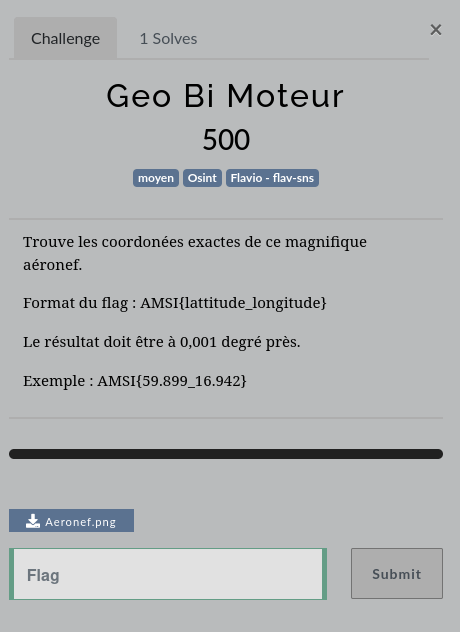 Challenge
1 Solves
×
Geo Bi Moteur
500
moyen Osint Flavio - flav-sns
Trouve les coordonées exactes de ce magnifique
aéronef.
Format du flag : AMSI{lattitude_longitude}
Le résultat doit être à 0,001 degré près.
Exemple : AMSI{59.899_16.942}
Aeronef.png
Flag
Submit